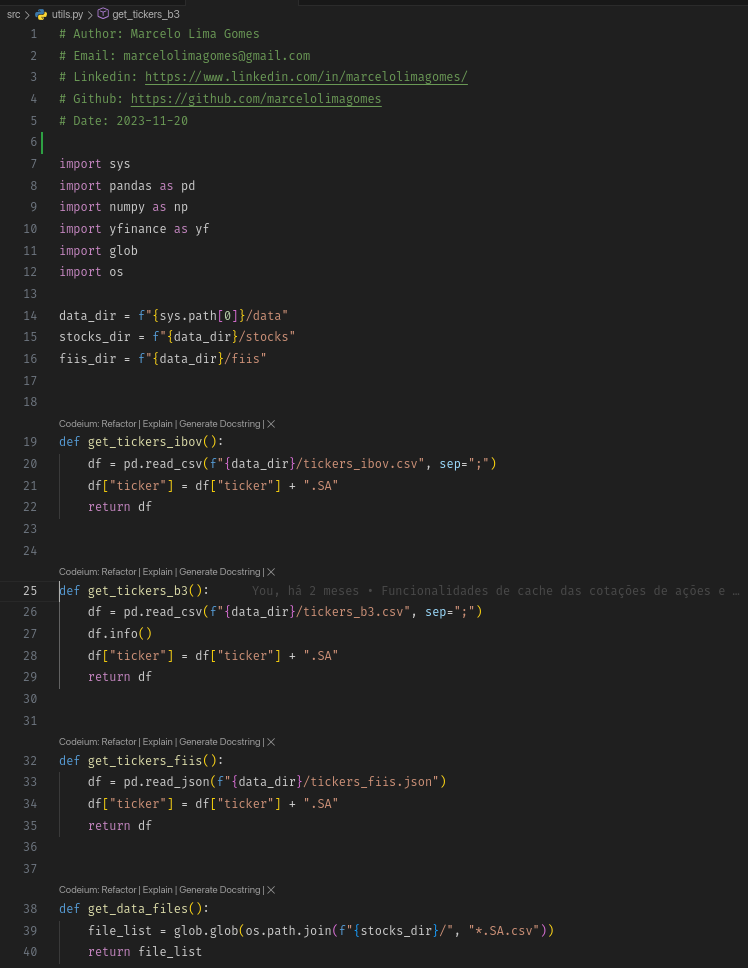 src > utils.py > get_tickers_b3
1 # Author: Marcelo Lima Gomes
2 # Email: marcelolimagomes@gmail.com
3 # Linkedin: https://www.linkedin.com/in/marcelolimagomes/
4 # Github: https://github.com/marcelolimagomes
5 # Date: 2023-11-20
6
7 import sys
8 import pandas as pd
9 import numpy as np
10 import yfinance as yf
11 import glob
12 import os
13
14 data_dir = f"{sys.path[0]}/data"
15 stocks_dir = f"{data_dir}/stocks"
16 fiis_dir = f"{data_dir}/fiis"
17
18
Codeium: Refactor | Explain | Generate Docstring | X
19 def get_tickers_ibov():
20     df = pd.read_csv(f"{data_dir}/tickers_ibov.csv", sep=";")
21     df["ticker"] = df["ticker"] + ".SA"
22     return df
23
24
Codeium: Refactor | Explain | Generate Docstring | X
25 def get_tickers_b3():     You, há 2 meses • Funcionalidades de cache das cotações de ações e …
26     df = pd.read_csv(f"{data_dir}/tickers_b3.csv", sep=";")
27     df.info()
28     df["ticker"] = df["ticker"] + ".SA"
29     return df
30
31
Codeium: Refactor | Explain | Generate Docstring | X
32 def get_tickers_fiis():
33     df = pd.read_json(f"{data_dir}/tickers_fiis.json")
34     df["ticker"] = df["ticker"] + ".SA"
35     return df
36
37
Codeium: Refactor | Explain | Generate Docstring | X
38 def get_data_files():
39     file_list = glob.glob(os.path.join(f"{stocks_dir}/", "*.SA.csv"))
40     return file_list